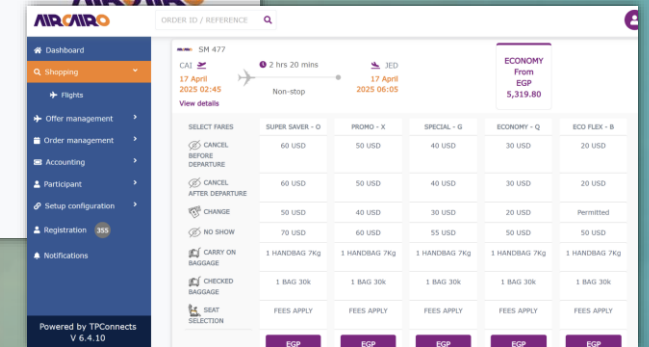 AIRCAIRO
ORDER ID / REFERENCE
Dashboard
Shopping
Flights
Offer management
Order management
Accounting
Participant
Setup configuration
Registration 355
Notifications
Powered by TPConnects
V 6.4.10
SM 477
CAI 2 hrs 20 mins JED
17 April 2025 02:45 Non-stop 17 April 2025 06:05
View details
ECONOMY
From
EGP
5,319.80
SELECT FARES SUPER SAVER - O PROMO - X SPECIAL - G ECONOMY - Q ECO FLEX - B
CANCEL BEFORE DEPARTURE 60 USD 50 USD 40 USD 30 USD 20 USD
CANCEL AFTER DEPARTURE 60 USD 50 USD 40 USD 30 USD 20 USD
CHANGE 50 USD 40 USD 30 USD 20 USD Permitted
NO SHOW 70 USD 60 USD 55 USD 50 USD 50 USD
CARRY ON BAGGAGE 1 HANDBAG 7Kg 1 HANDBAG 7Kg 1 HANDBAG 7Kg 1 HANDBAG 7Kg 1 HANDBAG 7Kg
CHECKED BAGGAGE 1 BAG 30k 1 BAG 30k 1 BAG 30k 1 BAG 30k 1 BAG 30k
SEAT SELECTION FEES APPLY FEES APPLY FEES APPLY FEES APPLY FEES APPLY
EGP EGP EGP EGP EGP